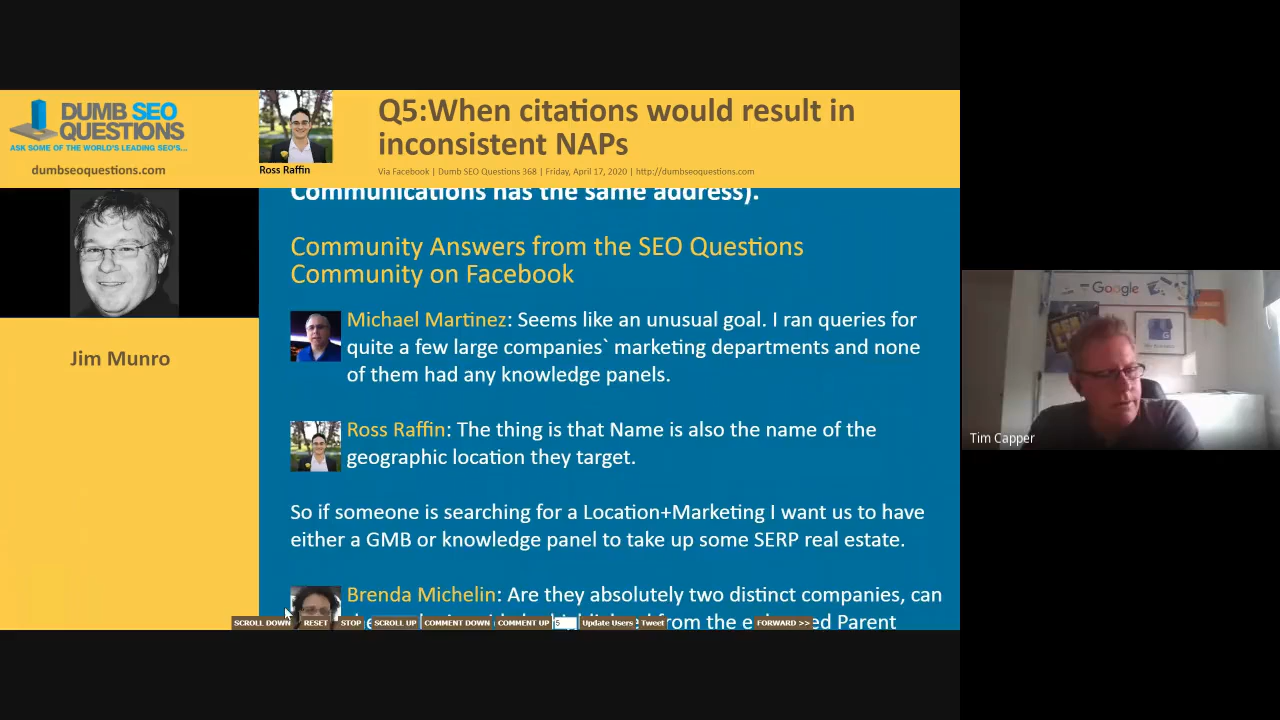 DUMB SEO
QUESTIONS
ASK SOME OF THE WORLD'S LEADING SEO'S...
dumbseoquestions.com
Ross Raffin
Q5:When citations would result in
inconsistent NAPs
Via Facebook | Dumb SEO Questions 368 | Friday, April 17, 2020 | http://dumbseoquestions.com
Jim Munro
Communications has the same address).
Community Answers from the SEO Questions
Community on Facebook
Michael Martinez: Seems like an unusual goal. I ran queries for
quite a few large companies` marketing departments and none
of them had any knowledge panels.
Ross Raffin: The thing is that Name is also the name of the
geographic location they target.
So if someone is searching for a Location+Marketing I want us to have
either a GMB or knowledge panel to take up some SERP real estate.
Brenda Michelin: Are they absolutely two distinct companies, can
from the Parent
SCROLL DOWN RESET STOP SCROLL UP COMMENT DOWN COMMENT UP 5 Update Users Tweet FORWARD >>
Google
Tim Capper